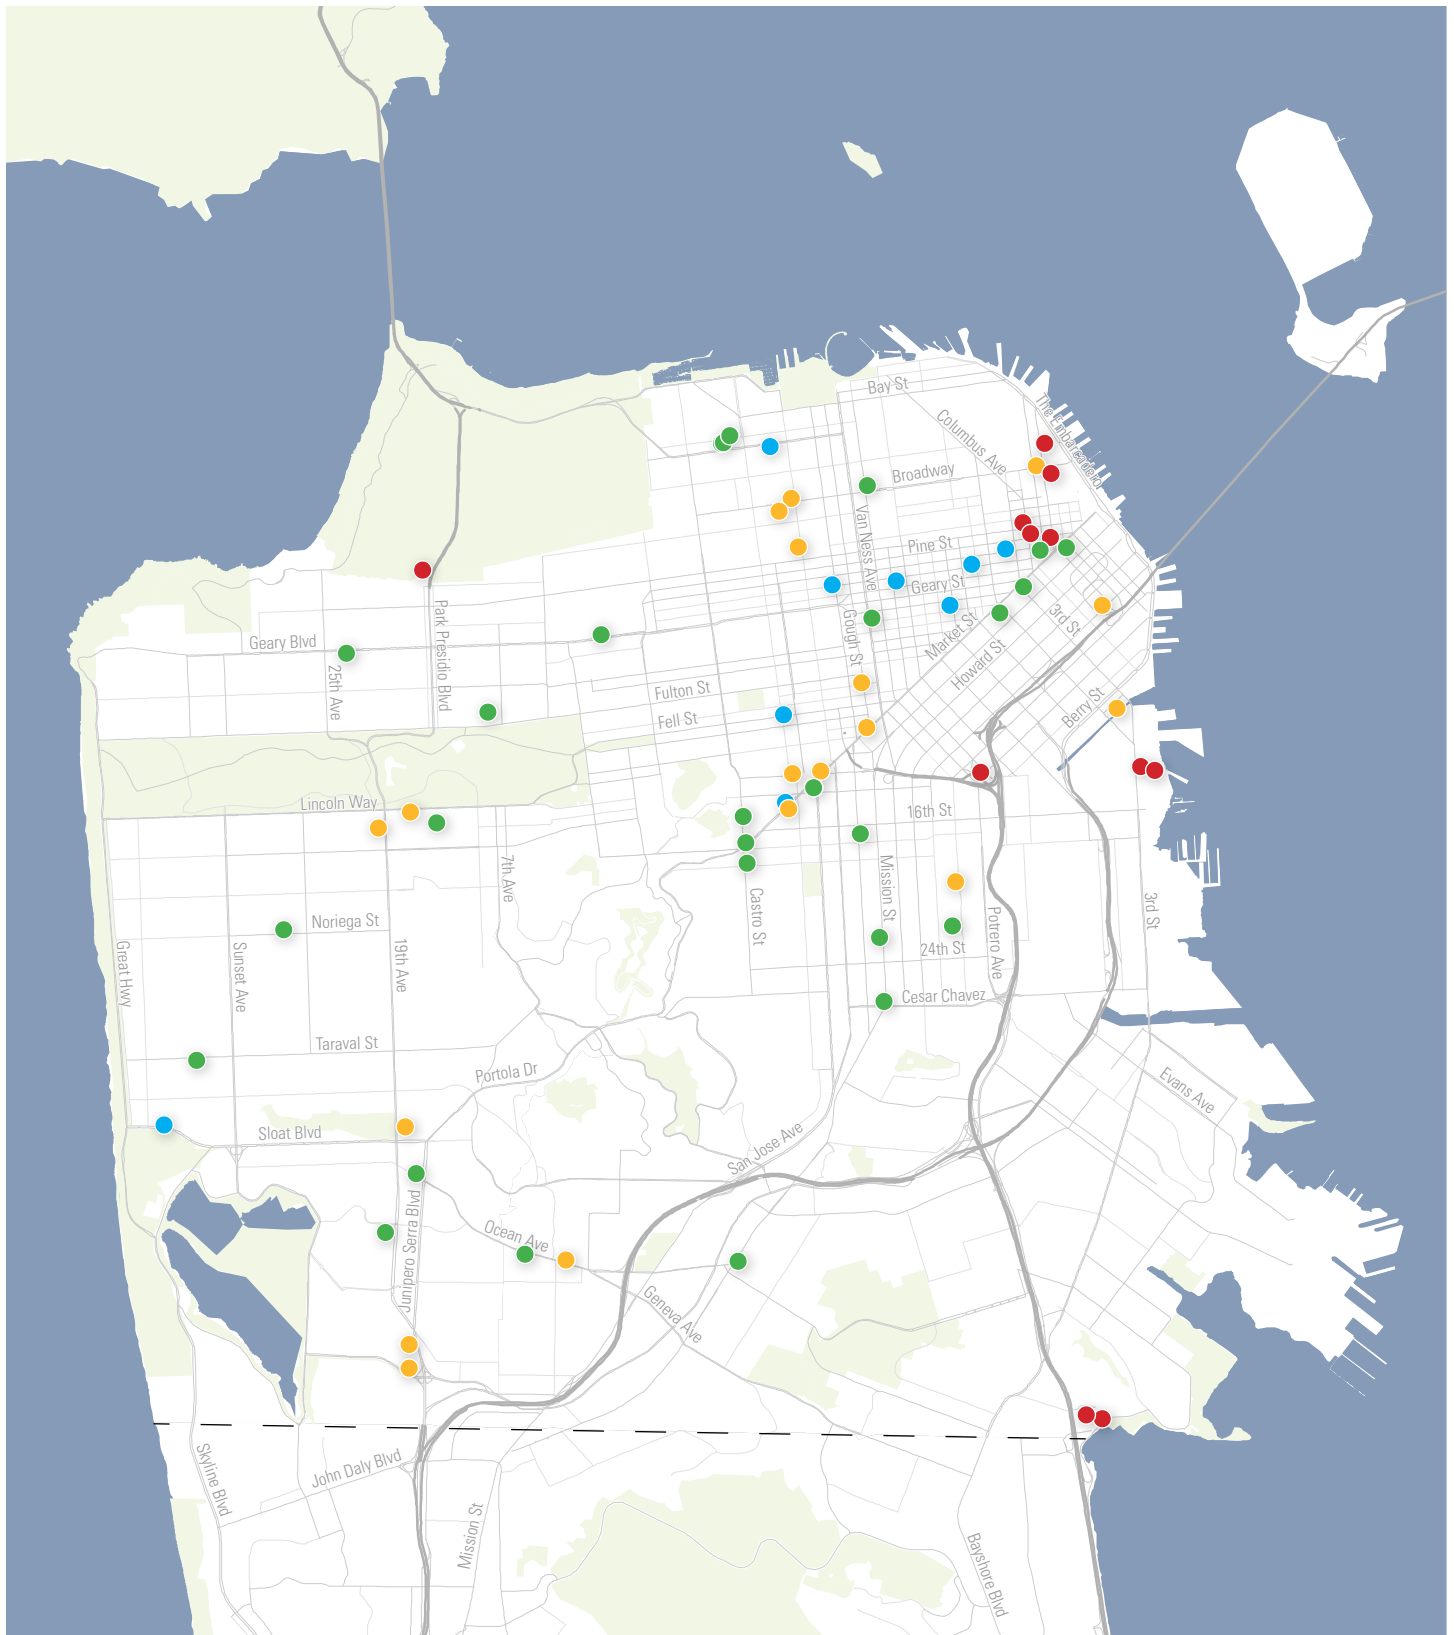 Bay St
The Embarcadero
Columbus Ave
Broadway
Van Ness Ave
Pine St
Geary St
Park Presidio Blvd
3rd St
Gough St
Market St
Geary Blvd
Howard St
25th Ave
Fulton St
Berry St
Fell St
Lincoln Way
16th St
7th Ave
Mission St
Castro St
3rd St
Noriega St
Potrero Ave
Great Hwy
Sunset Ave
19th Ave
24th St
Cesar Chavez
Taraval St
Portola Dr
Evans Ave
Sloat Blvd
San Jose Ave
Junipero Serra Blvd
Ocean Ave
Geneva Ave
Skyline Blvd
John Daly Blvd
Mission St
Bayshore Blvd